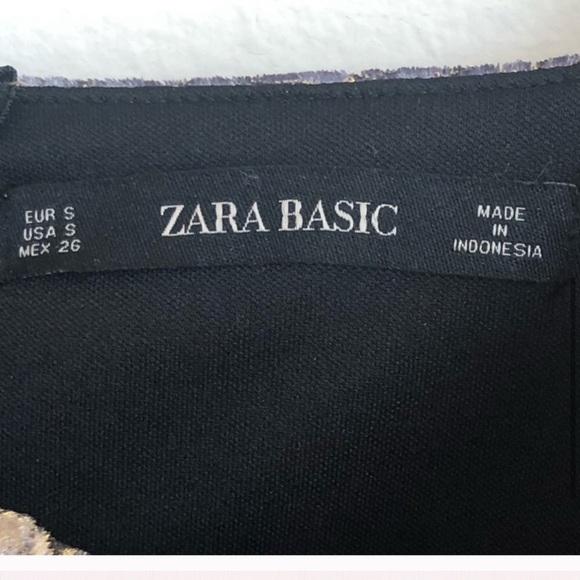 EUR S
USA S
MEX 26
ZARA BASIC
MADE
IN
INDONESIA